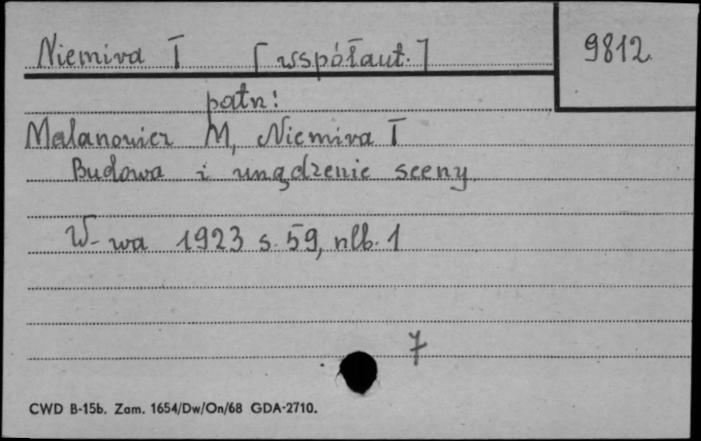 Niemira T [współaut.]
9812
patrz:
Malanowicz M, Niemira T
Budowa i urządzenie sceny
W-wa 1923 s. 59, nlb. 1
7
CWD B-15b. Zam. 1654/Dw/On/68 GDA-2710.